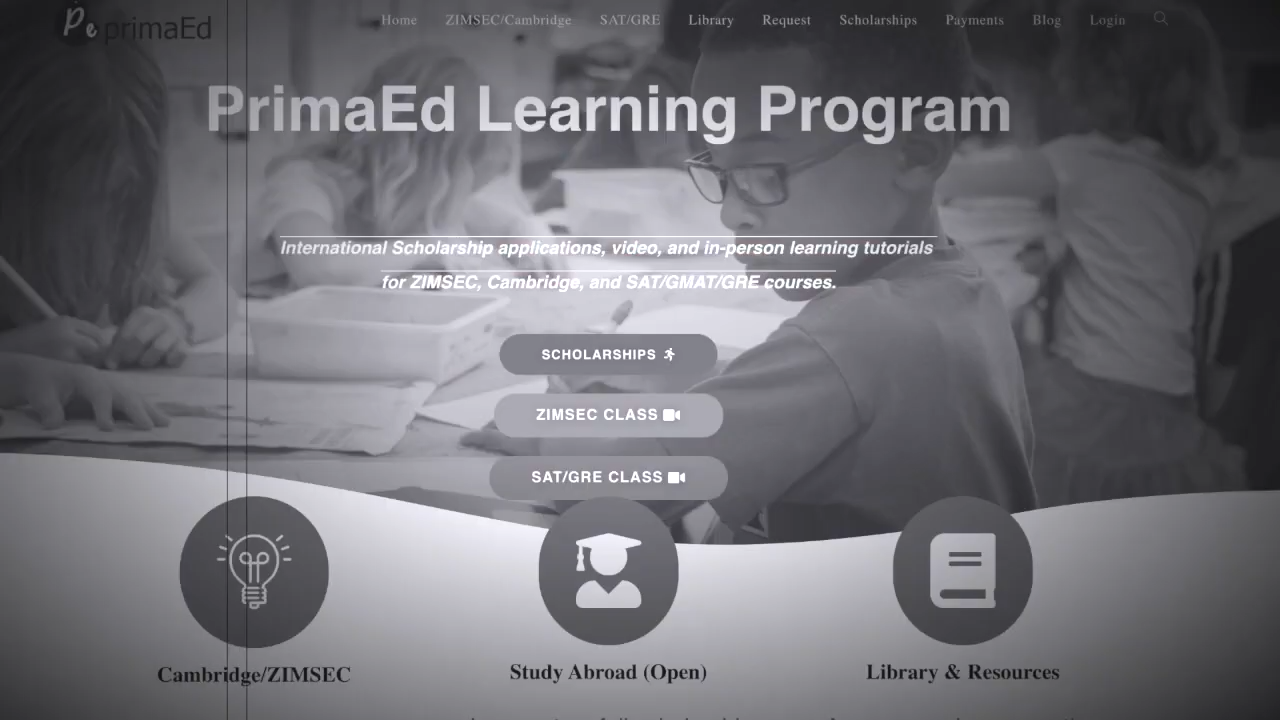 Pe primaEd
Home ZIMSEC/Cambridge SAT/GRE Library Request Scholarships Payments Blog Login
PrimaEd Learning Program
International Scholarship applications, video, and in-person learning tutorials
for ZIMSEC, Cambridge, and SAT/GMAT/GRE courses.
SCHOLARSHIPS
ZIMSEC CLASS
SAT/GRE CLASS
Cambridge/ZIMSEC Study Abroad (Open) Library & Resources